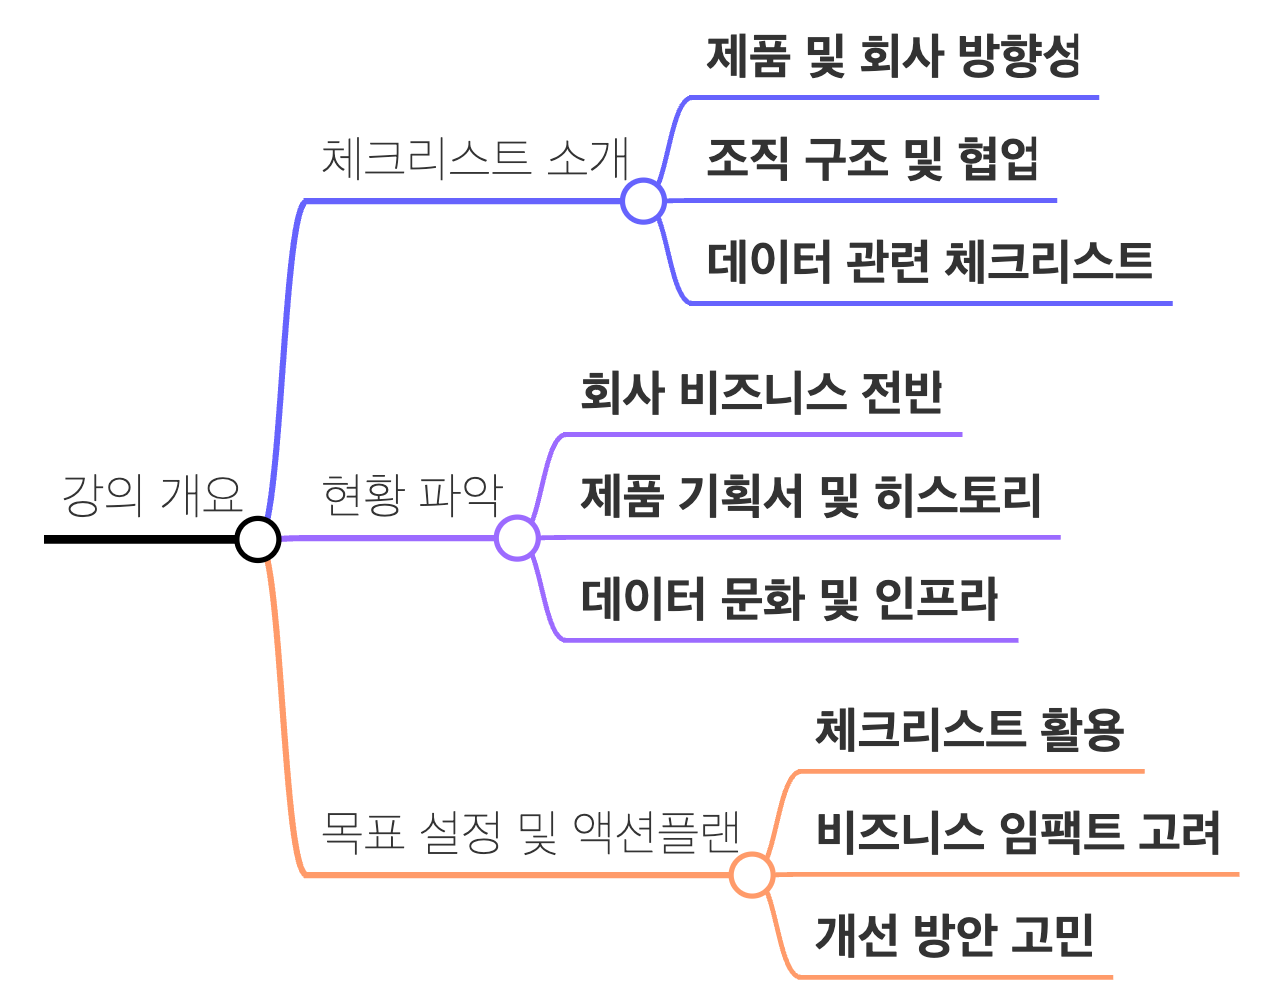 강의 개요
체크리스트 소개
제품 및 회사 방향성
조직 구조 및 협업
데이터 관련 체크리스트
현황 파악
회사 비즈니스 전반
제품 기획서 및 히스토리
데이터 문화 및 인프라
목표 설정 및 액션플랜
체크리스트 활용
비즈니스 임팩트 고려
개선 방안 고민